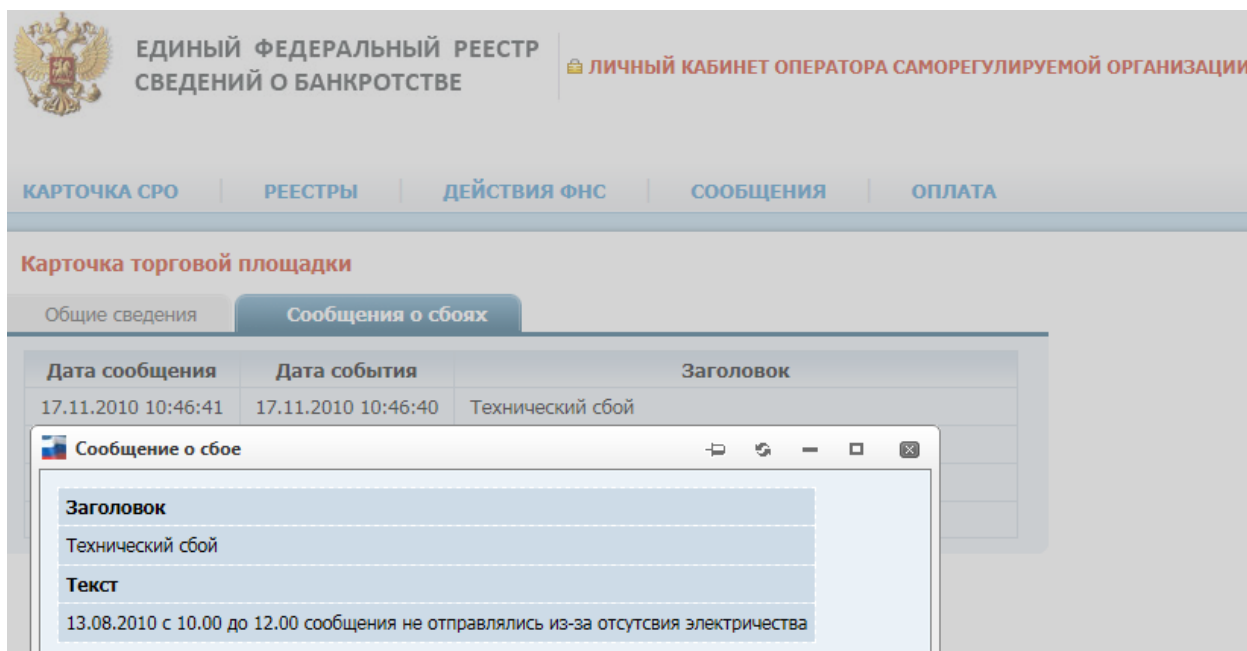 ЕДИНЫЙ ФЕДЕРАЛЬНЫЙ РЕЕСТР
СВЕДЕНИЙ О БАНКРОТСТВЕ
ЛИЧНЫЙ КАБИНЕТ ОПЕРАТОРА САМОРЕГУЛИРУЕМОЙ ОРГАНИЗАЦИИ
КАРТОЧКА СРО РЕЕСТРЫ ДЕЙСТВИЯ ФНС СООБЩЕНИЯ ОПЛАТА
Карточка торговой площадки
Общие сведения Сообщения о сбоях
Дата сообщения Дата события Заголовок
17.11.2010 10:46:41 17.11.2010 10:46:40 Технический сбой
Сообщение о сбое
Заголовок
Технический сбой
Текст
13.08.2010 с 10.00 до 12.00 сообщения не отправлялись из-за отсутсвия электричества